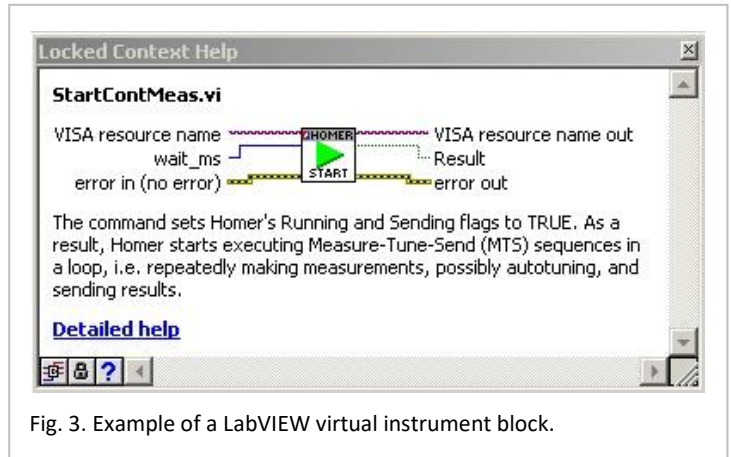 Locked Context Help
StartContMeas.vi
VISA resource name
HOMER
VISA resource name out
wait_ms
START
Result
error in (no error)
error out
The command sets Homer's Running and Sending flags to TRUE. As a
result, Homer starts executing Measure-Tune-Send (MTS) sequences in
a loop, i.e. repeatedly making measurements, possibly autotuning, and
sending results.
Detailed help
?
Fig. 3. Example of a LabVIEW virtual instrument block.